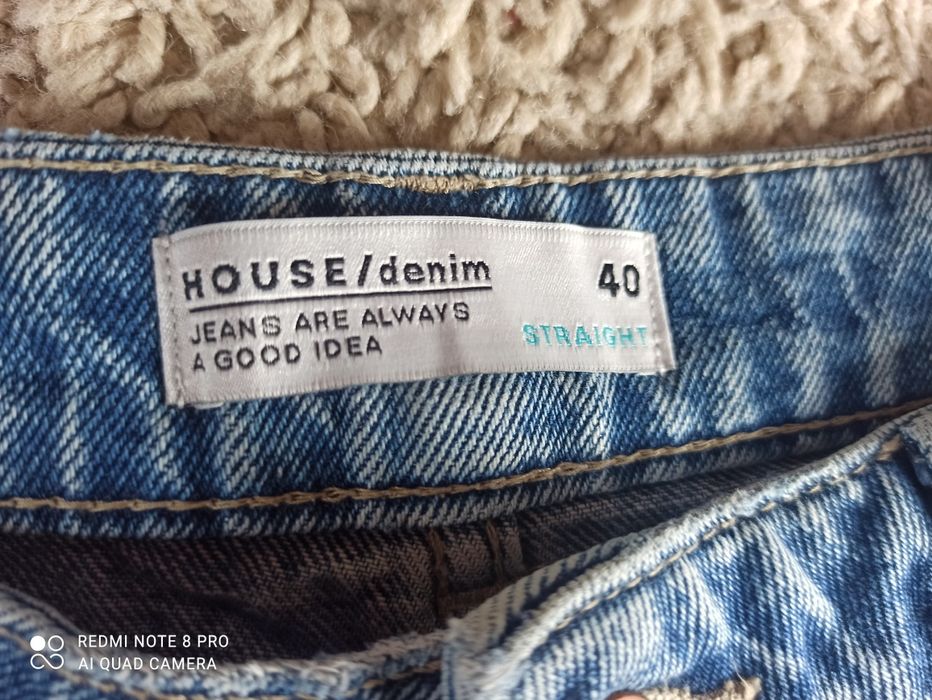 HOUSE/denim
40
JEANS ARE ALWAYS
A GOOD IDEA
STRAIGHT
REDMI NOTE 8 PRO
AI QUAD CAMERA